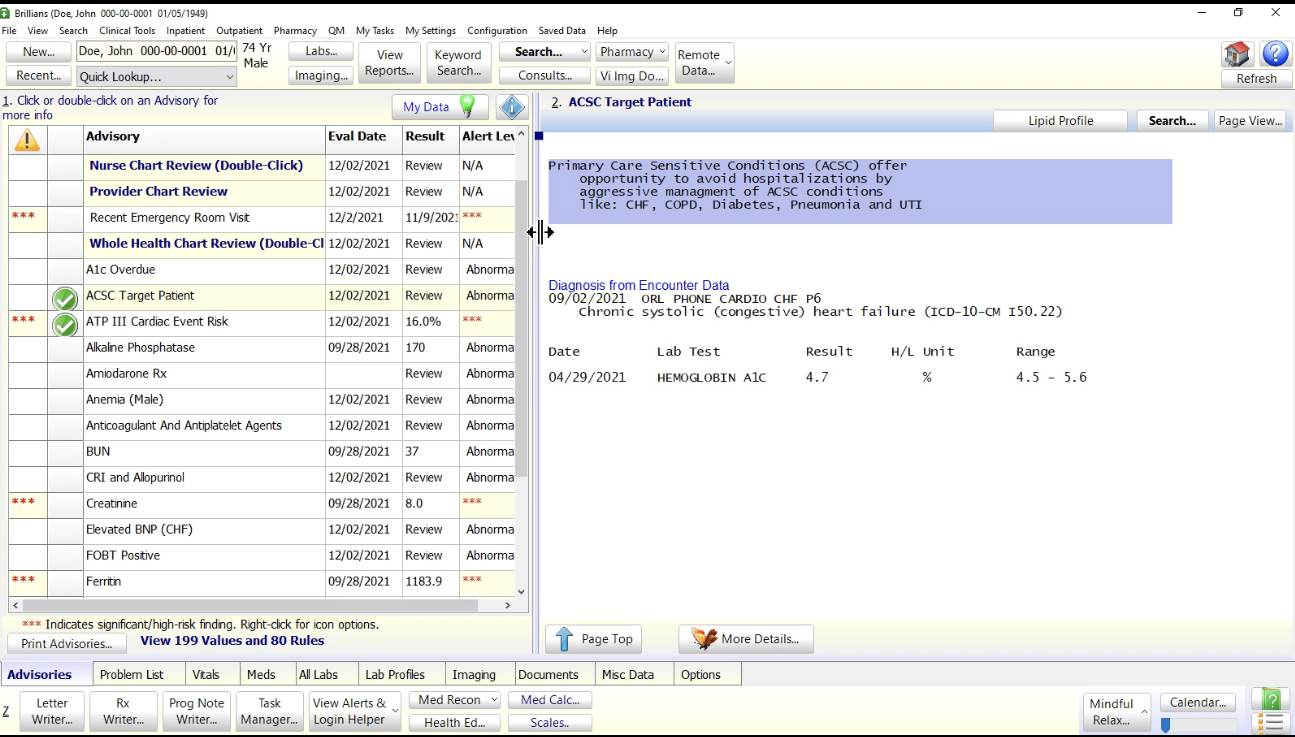 Brillians (Doe, John 000-00-0001 01/05/1949)
File View Search Clinical Tools Inpatient Outpatient Pharmacy QM My Tasks My Settings Configuration Saved Data Help
New... Doe, John 000-00-0001 01/ 74 Yr Male Labs... View Reports... Keyword Search... Search... Pharmacy Remote Data...
Recent... Quick Lookup... Imaging... Consults... Vi Img Do... Refresh
1. Click or double-click on an Advisory for
more info
My Data
Advisory Eval Date Result Alert Lev
Nurse Chart Review (Double-Click) 12/02/2021 Review N/A
Provider Chart Review 12/02/2021 Review N/A
*** Recent Emergency Room Visit 12/2/2021 11/9/2021 ***
Whole Health Chart Review (Double-Cl 12/02/2021 Review N/A
A1c Overdue 12/02/2021 Review Abnorma
ACSC Target Patient 12/02/2021 Review Abnorma
*** ATP III Cardiac Event Risk 12/02/2021 16.0% ***
Alkaline Phosphatase 09/28/2021 170 Abnorma
Amiodarone Rx Review Abnorma
Anemia (Male) 12/02/2021 Review Abnorma
Anticoagulant And Antiplatelet Agents 12/02/2021 Review Abnorma
BUN 09/28/2021 37 Abnorma
CRI and Allopurinol 12/02/2021 Review Abnorma
*** Creatinine 09/28/2021 8.0 ***
Elevated BNP (CHF) 12/02/2021 Review Abnorma
FOBT Positive 12/02/2021 Review Abnorma
*** Ferritin 09/28/2021 1183.9 ***
*** Indicates significant/high-risk finding. Right-click for icon options.
Print Advisories... View 199 Values and 80 Rules
2. ACSC Target Patient
Lipid Profile Search... Page View...
Primary Care Sensitive Conditions (ACSC) offer
opportunity to avoid hospitalizations by
aggressive managment of ACSC conditions
like: CHF, COPD, Diabetes, Pneumonia and UTI
Diagnosis from Encounter Data
09/02/2021 ORL PHONE CARDIO CHF P6
Chronic systolic (congestive) heart failure (ICD-10-CM I50.22)
Date Lab Test Result H/L Unit Range
04/29/2021 HEMOGLOBIN A1C 4.7 % 4.5 - 5.6
Page Top More Details...
Advisories Problem List Vitals Meds All Labs Lab Profiles Imaging Documents Misc Data Options
Z Letter Writer... Rx Writer... Prog Note Writer... Task Manager... View Alerts & Login Helper Med Recon Med Calc... Mindful Relax... Calendar...
Health Ed... Scales..